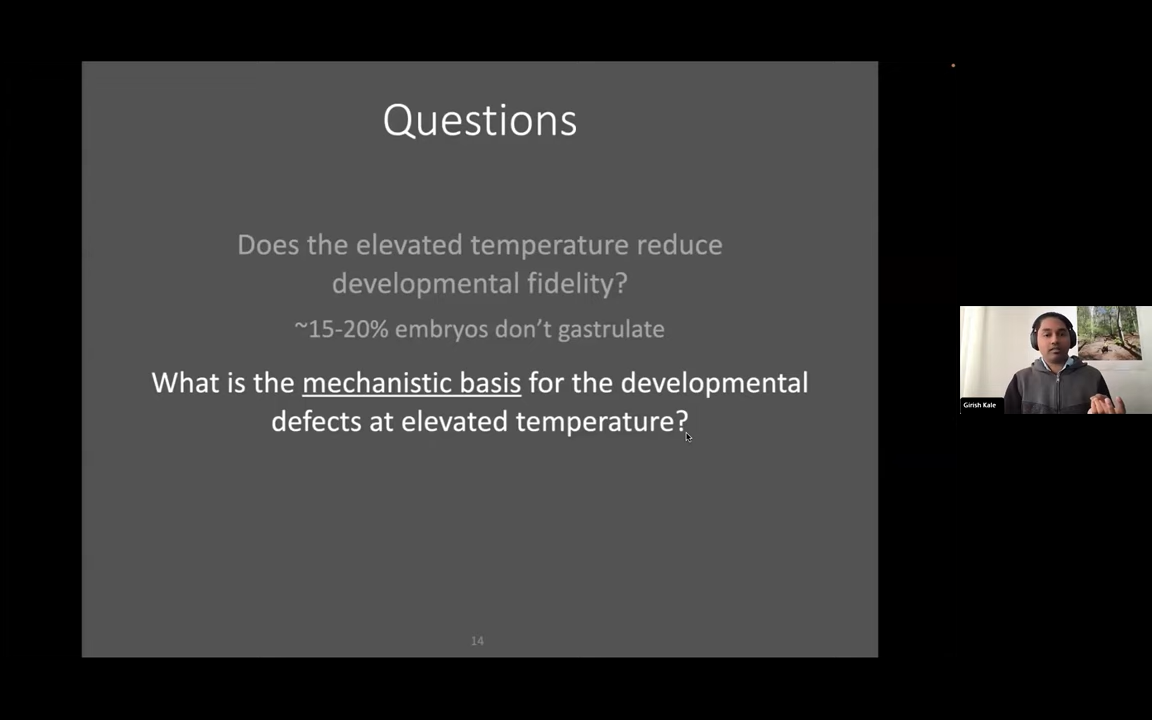 Questions
Does the elevated temperature reduce
developmental fidelity?
~15-20% embryos don’t gastrulate
What is the mechanistic basis for the developmental
defects at elevated temperature?
14
Girish Kale